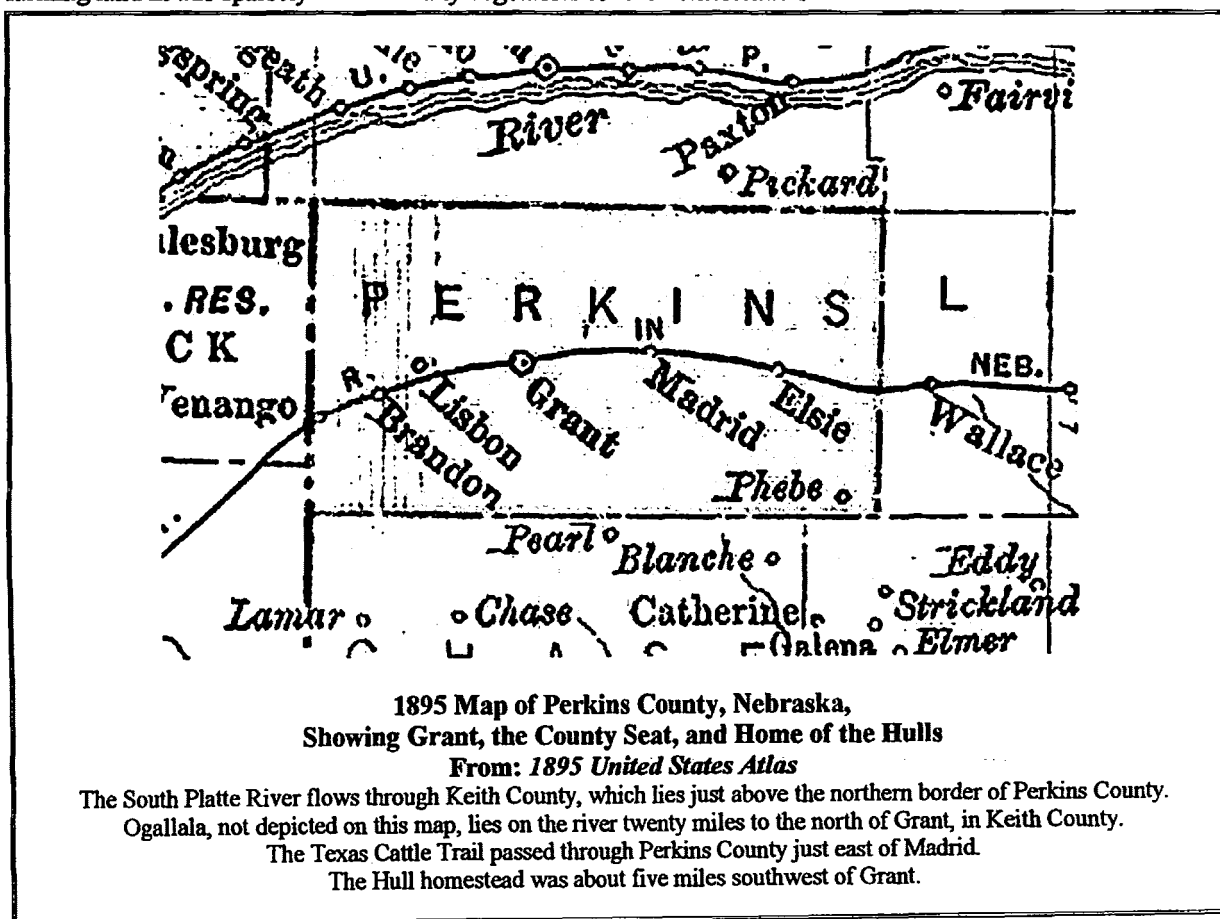 spring
geath
U.
P.
Fairvi
River
Paxton
Pickard
lesburg
. RES.
C K
PERKINS L
IN
NEB.
R.
enango
Lisbon
Brandon
Grant
Madrid
Elsie
Wallace
Phebe
Pearl
Blanche
Eddy
Lamar
Chase
Catherine
Strickland
Galena
Elmer
1895 Map of Perkins County, Nebraska,
Showing Grant, the County Seat, and Home of the Hulls
From: 1895 United States Atlas
The South Platte River flows through Keith County, which lies just above the northern border of Perkins County.
Ogallala, not depicted on this map, lies on the river twenty miles to the north of Grant, in Keith County.
The Texas Cattle Trail passed through Perkins County just east of Madrid.
The Hull homestead was about five miles southwest of Grant.